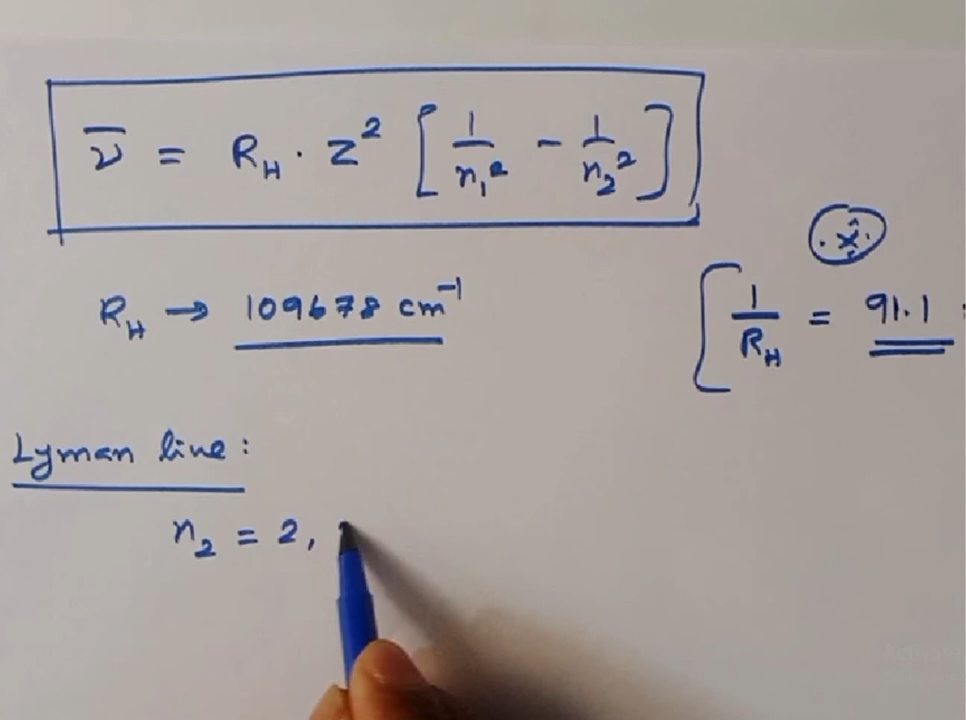 ν̅ = R_H . Z² [1/n₁² - 1/n₂²]
R_H → 109678 cm⁻¹
.x.
1/R_H = 91.1
Lyman line:
n₂ = 2,